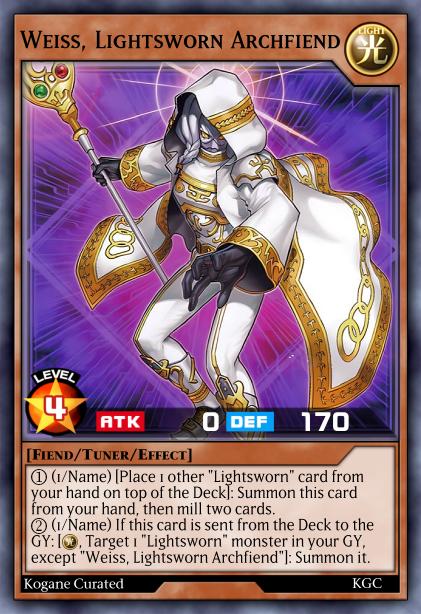 Weiss, Lightsworn Archfiend
LIGHT
光
LEVEL
4
ATK 0 DEF 170
[Fiend/Tuner/Effect]
① (1/Name) [Place 1 other "Lightsworn" card from
your hand on top of the Deck]: Summon this card
from your hand, then mill two cards.
② (1/Name) If this card is sent from the Deck to the
GY: [光, Target 1 "Lightsworn" monster in your GY,
except "Weiss, Lightsworn Archfiend"]: Summon it.
Kogane Curated KGC